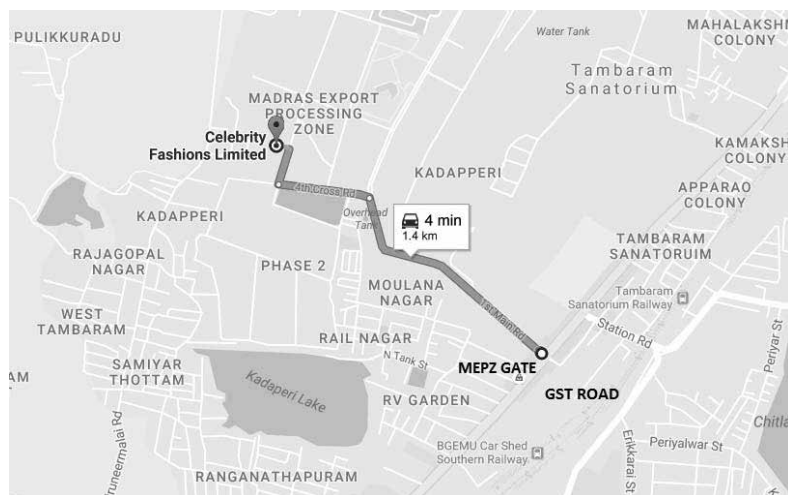 PULIKKURADU
Water Tank
MAHALAKSHM
COLONY
Tambaram
Sanatorium
MADRAS EXPORT
PROCESSING
ZONE
Celebrity
Fashions Limited
KAMAKSH
COLONY
KADAPPERI
4th Cross Rd
APPARAO
COLONY
KADAPPERI
Overhead
Tank
4 min
1.4 km
TAMBARAM
SANATORUIM
RAJAGOPAL
NAGAR
PHASE 2
MOULANA
NAGAR
Tambaram
Sanatorium Railway
WEST
TAMBARAM
1st Main Rd
Station Rd
RAIL NAGAR
Periyar St
SAMIYAR
THOTTAM
N Tank St
MEPZ GATE
Kadaperi Lake
GST ROAD
AM
RV GARDEN
Chitla
BGEMU Car Shed
Southern Railway
Periyalwar St
Erikkarai St
runeermalai Rd
RANGANATHAPURAM